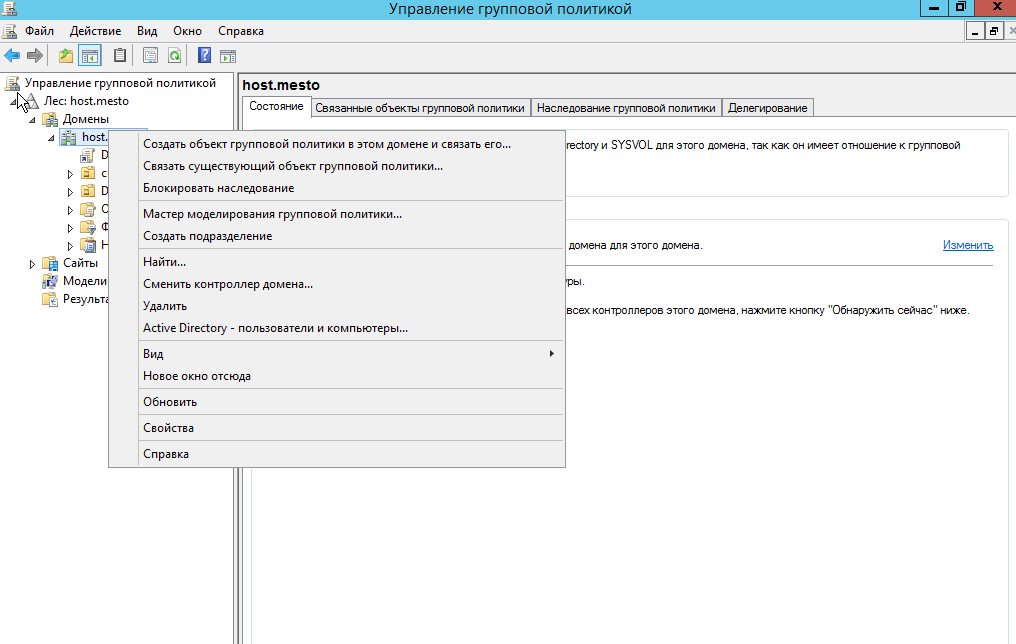 Управление групповой политикой
Файл Действие Вид Окно Справка
Управление групповой политикой
Лес: host.mesto
Домены
host.
D
c
D
Сайты
host.mesto
Состояние Связанные объекты групповой политики Наследование групповой политики Делегирование
Создать объект групповой политики в этом домене и связать его...
Связать существующий объект групповой политики...
Блокировать наследование
Мастер моделирования групповой политики...
Создать подразделение
Найти...
Сменить контроллер домена...
Удалить
Active Directory - пользователи и компьютеры...
Вид
Новое окно отсюда
Обновить
Свойства
Справка
и SYSVOL для этого домена, так как он имеет отношение к групповой
домена для этого домена.
Изменить
всех контроллеров этого домена, нажмите кнопку "Обнаружить сейчас" ниже.